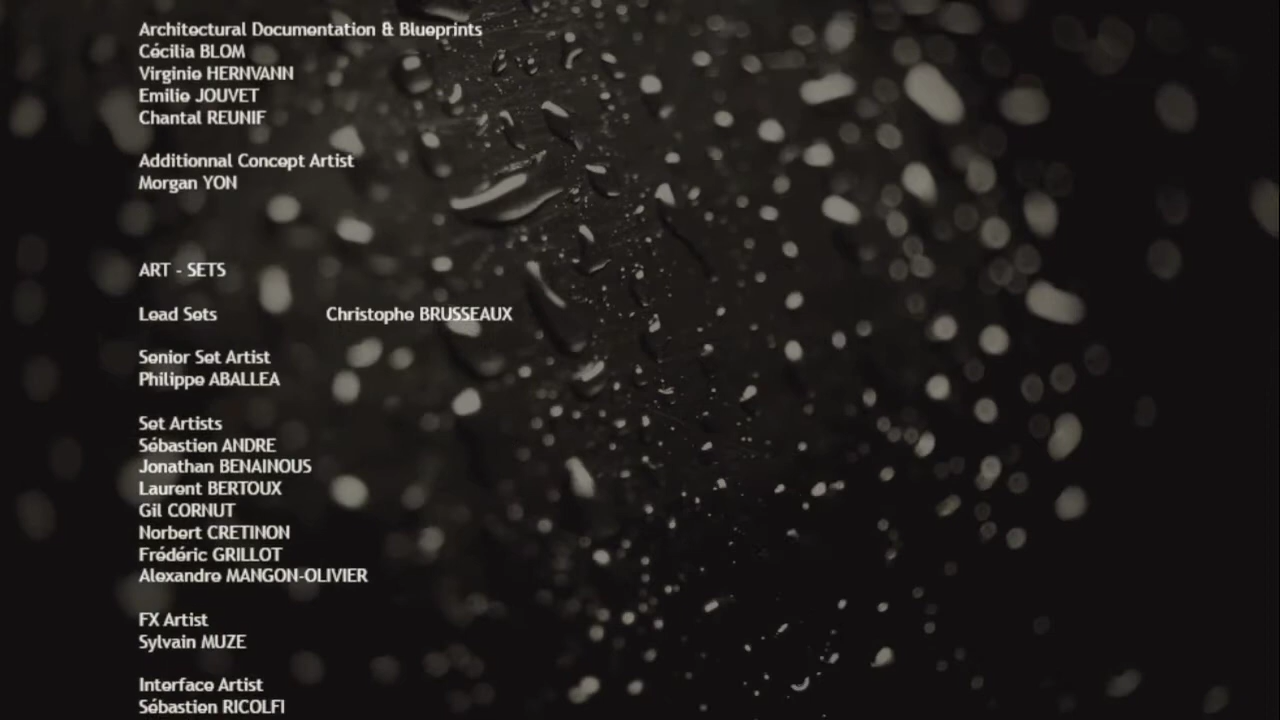 Architectural Documentation & Blueprints
Cécilia BLOM
Virginie HERNVANN
Emilie JOUVET
Chantal REUNIF
Additionnal Concept Artist
Morgan YON
ART - SETS
Lead Sets Christophe BRUSSEAUX
Senior Set Artist
Philippe ABALLEA
Set Artists
Sébastien ANDRE
Jonathan BENAINOUS
Laurent BERTOUX
Gil CORNUT
Norbert CRETINON
Frédéric GRILLOT
Alexandre MANGON-OLIVIER
FX Artist
Sylvain MUZE
Interface Artist
Sébastien RICOLFI